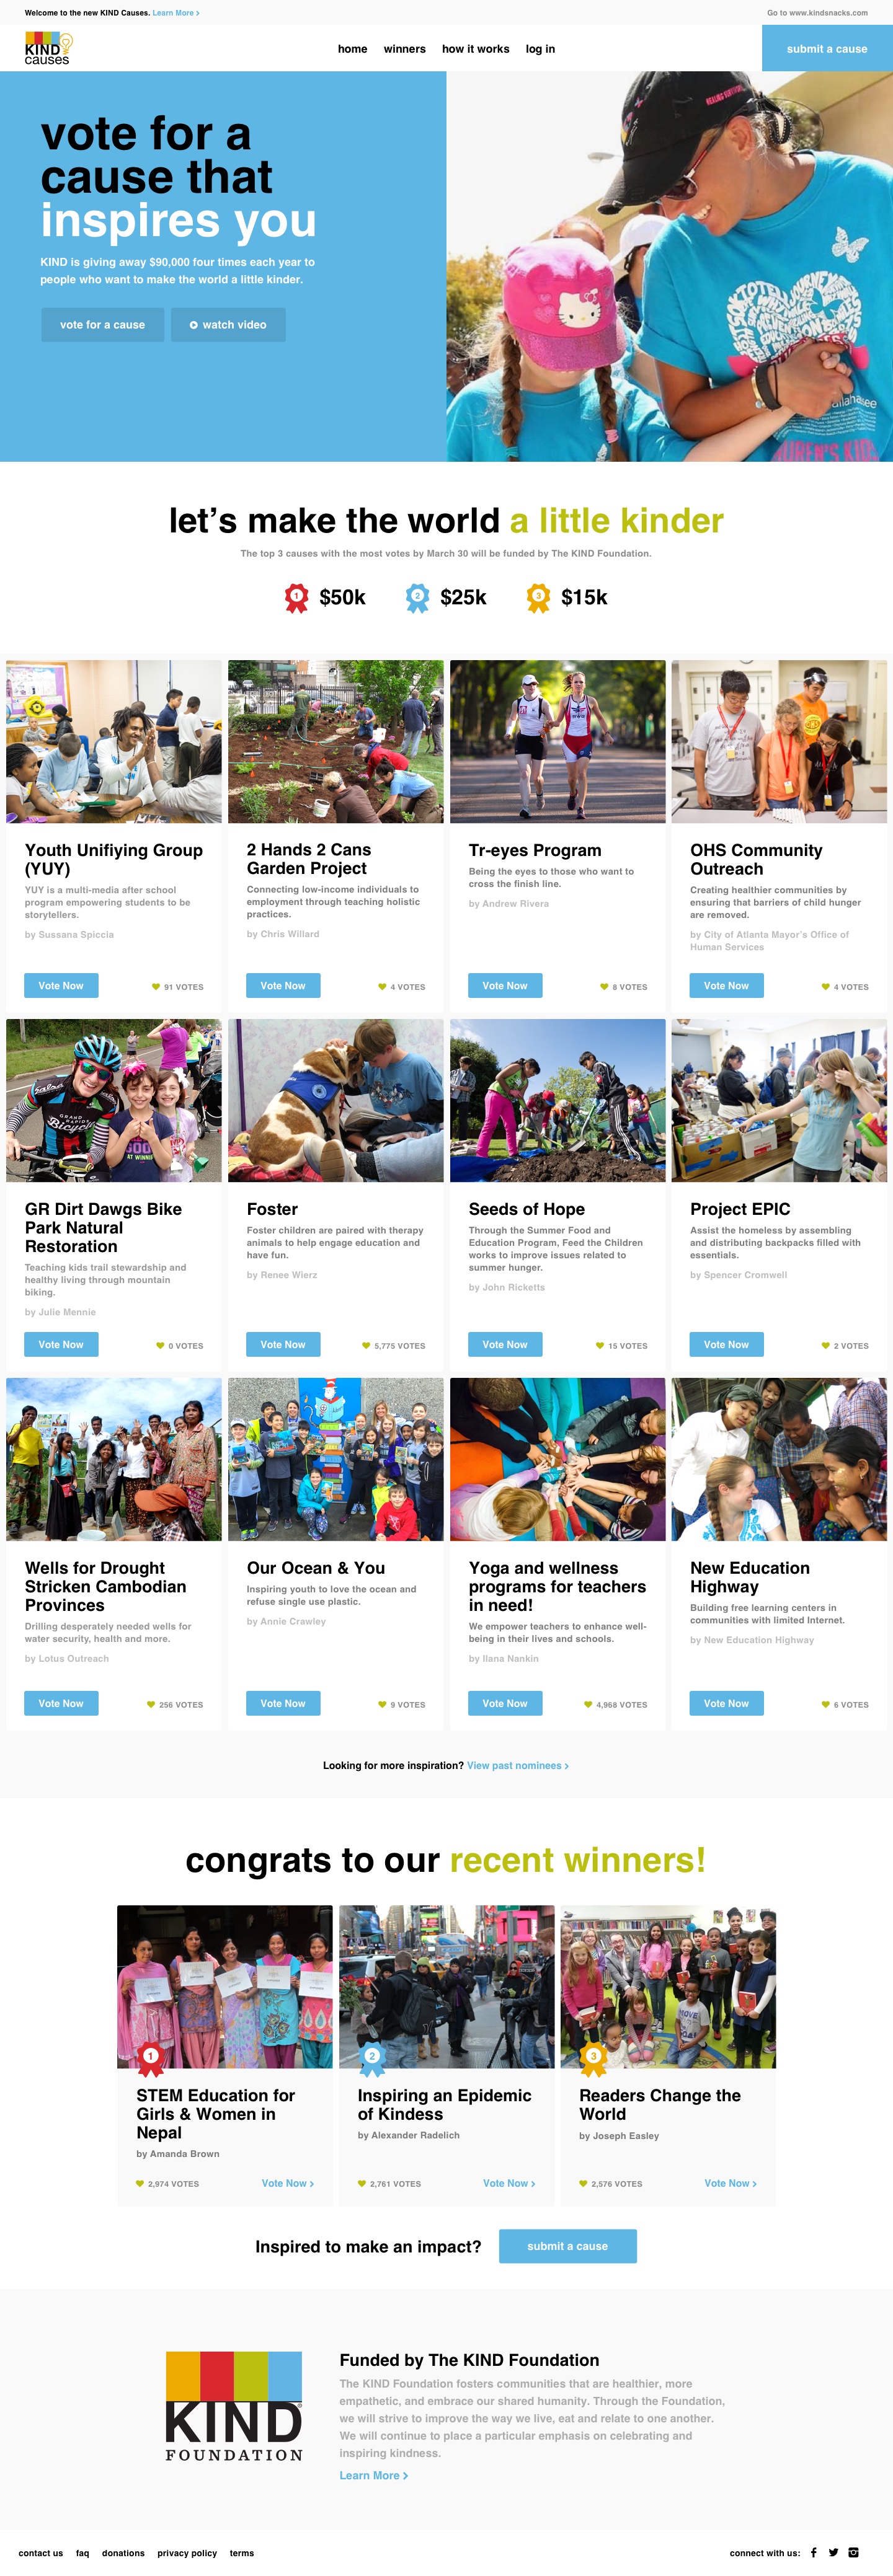 Welcome to the new KIND Causes. Learn More >
Go to www.kindsnacks.com
KIND
causes
home winners how it works log in
submit a cause
vote for a
cause that
inspires you
KIND is giving away $90,000 four times each year to
people who want to make the world a little kinder.
vote for a cause
watch video
let's make the world a little kinder
The top 3 causes with the most votes by March 30 will be funded by The KIND Foundation.
1 $50k
2 $25k
3 $15k
Youth Unifiying Group
(YUY)
YUY is a multi-media after school
program empowering students to be
storytellers.
by Sussana Spiccia
Vote Now
91 VOTES
2 Hands 2 Cans
Garden Project
Connecting low-income individuals to
employment through teaching holistic
practices.
by Chris Willard
Vote Now
4 VOTES
Tr-eyes Program
Being the eyes to those who want to
cross the finish line.
by Andrew Rivera
Vote Now
8 VOTES
OHS Community
Outreach
Creating healthier communities by
ensuring that barriers of child hunger
are removed.
by City of Atlanta Mayor's Office of
Human Services
Vote Now
4 VOTES
GR Dirt Dawgs Bike
Park Natural
Restoration
Teaching kids trail stewardship and
healthy living through mountain
biking.
by Julie Mennie
Vote Now
0 VOTES
Foster
Foster children are paired with therapy
animals to help engage education and
have fun.
by Renee Wierz
Vote Now
5,775 VOTES
Seeds of Hope
Through the Summer Food and
Education Program, Feed the Children
works to improve issues related to
summer hunger.
by John Ricketts
Vote Now
15 VOTES
Project EPIC
Assist the homeless by assembling
and distributing backpacks filled with
essentials.
by Spencer Cromwell
Vote Now
2 VOTES
Wells for Drought
Stricken Cambodian
Provinces
Drilling desperately needed wells for
water security, health and more.
by Lotus Outreach
Vote Now
256 VOTES
Our Ocean & You
Inspiring youth to love the ocean and
refuse single use plastic.
by Annie Crawley
Vote Now
9 VOTES
Yoga and wellness
programs for teachers
in need!
We empower teachers to enhance well-
being in their lives and schools.
by Ilana Nankin
Vote Now
4,968 VOTES
New Education
Highway
Building free learning centers in
communities with limited Internet.
by New Education Highway
Vote Now
6 VOTES
Looking for more inspiration? View past nominees >
congrats to our recent winners!
1
STEM Education for
Girls & Women in
Nepal
by Amanda Brown
2,974 VOTES
Vote Now >
2
Inspiring an Epidemic
of Kindess
by Alexander Radelich
2,761 VOTES
Vote Now >
3
Readers Change the
World
by Joseph Easley
2,576 VOTES
Vote Now >
Inspired to make an impact?
submit a cause
KIND
FOUNDATION
Funded by The KIND Foundation
The KIND Foundation fosters communities that are healthier, more
empathetic, and embrace our shared humanity. Through the Foundation,
we will strive to improve the way we live, eat and relate to one another.
We will continue to place a particular emphasis on celebrating and
inspiring kindness.
Learn More >
contact us faq donations privacy policy terms
connect with us: